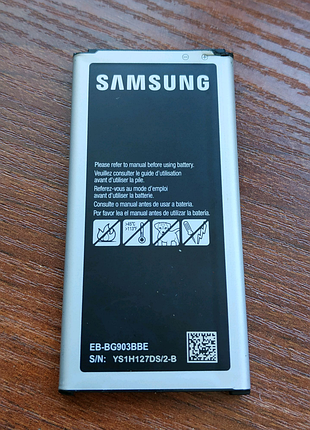 SAMSUNG
Please refer to manual before using battery.
Veuillez consulter le guide d'utilisation
avant d'utiliser la pile.
Referez-vous au mode d'emploi
avant d'utiliser la batterie.
Consulte o manual antes de usar a bateria.
Por favor lea el manual antes de utilizar la bateria.
>45°C
>113°F
EB-BG903BBE
S/N: YS1H127DS/2-B